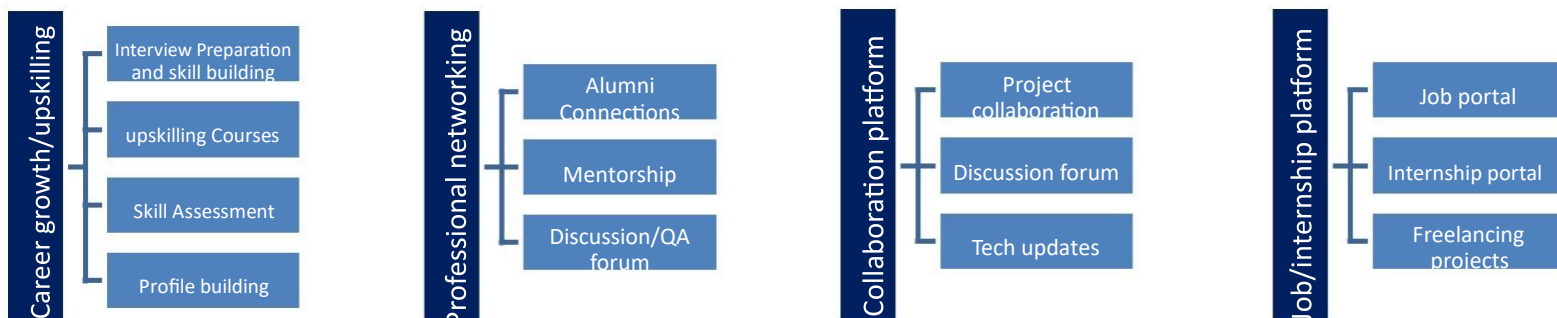 Career growth/upskilling
Interview Preparation
and skill building
upskilling Courses
Skill Assessment
Profile building
Professional networking
Alumni
Connections
Mentorship
Discussion/QA
forum
Collaboration platform
Project
collaboration
Discussion forum
Tech updates
Job/internship platform
Job portal
Internship portal
Freelancing
projects